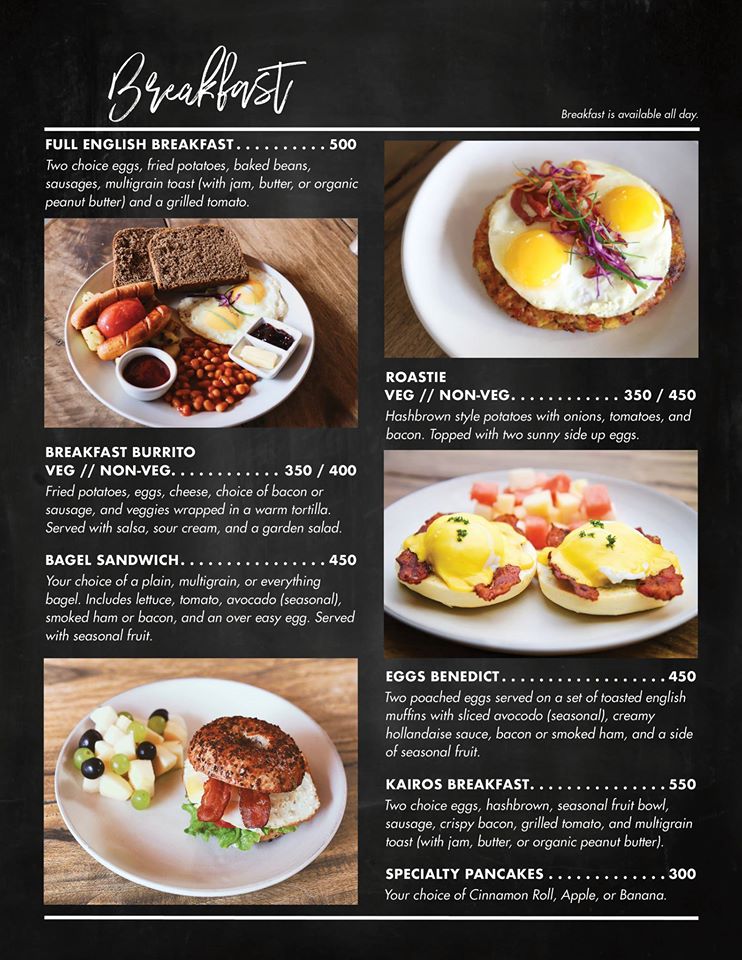 Breakfast
Breakfast is available all day.
FULL ENGLISH BREAKFAST..........500
Two choice eggs, fried potatoes, baked beans,
sausages, multigrain toast (with jam, butter, or organic
peanut butter) and a grilled tomato.
BREAKFAST BURRITO
VEG // NON-VEG............350 / 400
Fried potatoes, eggs, cheese, choice of bacon or
sausage, and veggies wrapped in a warm tortilla.
Served with salsa, sour cream, and a garden salad.
BAGEL SANDWICH................450
Your choice of a plain, multigrain, or everything
bagel. Includes lettuce, tomato, avocado (seasonal),
smoked ham or bacon, and an over easy egg. Served
with seasonal fruit.
ROASTIE
VEG // NON-VEG............350 / 450
Hashbrown style potatoes with onions, tomatoes, and
bacon. Topped with two sunny side up eggs.
EGGS BENEDICT.................450
Two poached eggs served on a set of toasted english
muffins with sliced avocodo (seasonal), creamy
hollandaise sauce, bacon or smoked ham, and a side
of seasonal fruit.
KAIROS BREAKFAST..............550
Two choice eggs, hashbrown, seasonal fruit bowl,
sausage, crispy bacon, grilled tomato, and multigrain
toast (with jam, butter, or organic peanut butter).
SPECIALTY PANCAKES............300
Your choice of Cinnamon Roll, Apple, or Banana.